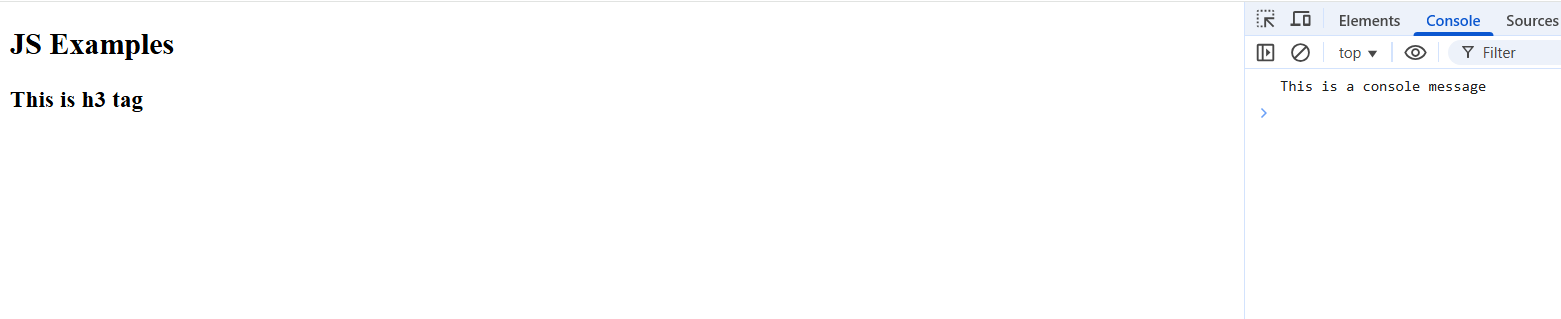 JS Examples
This is h3 tag
Elements Console Sources
top Filter
This is a console message